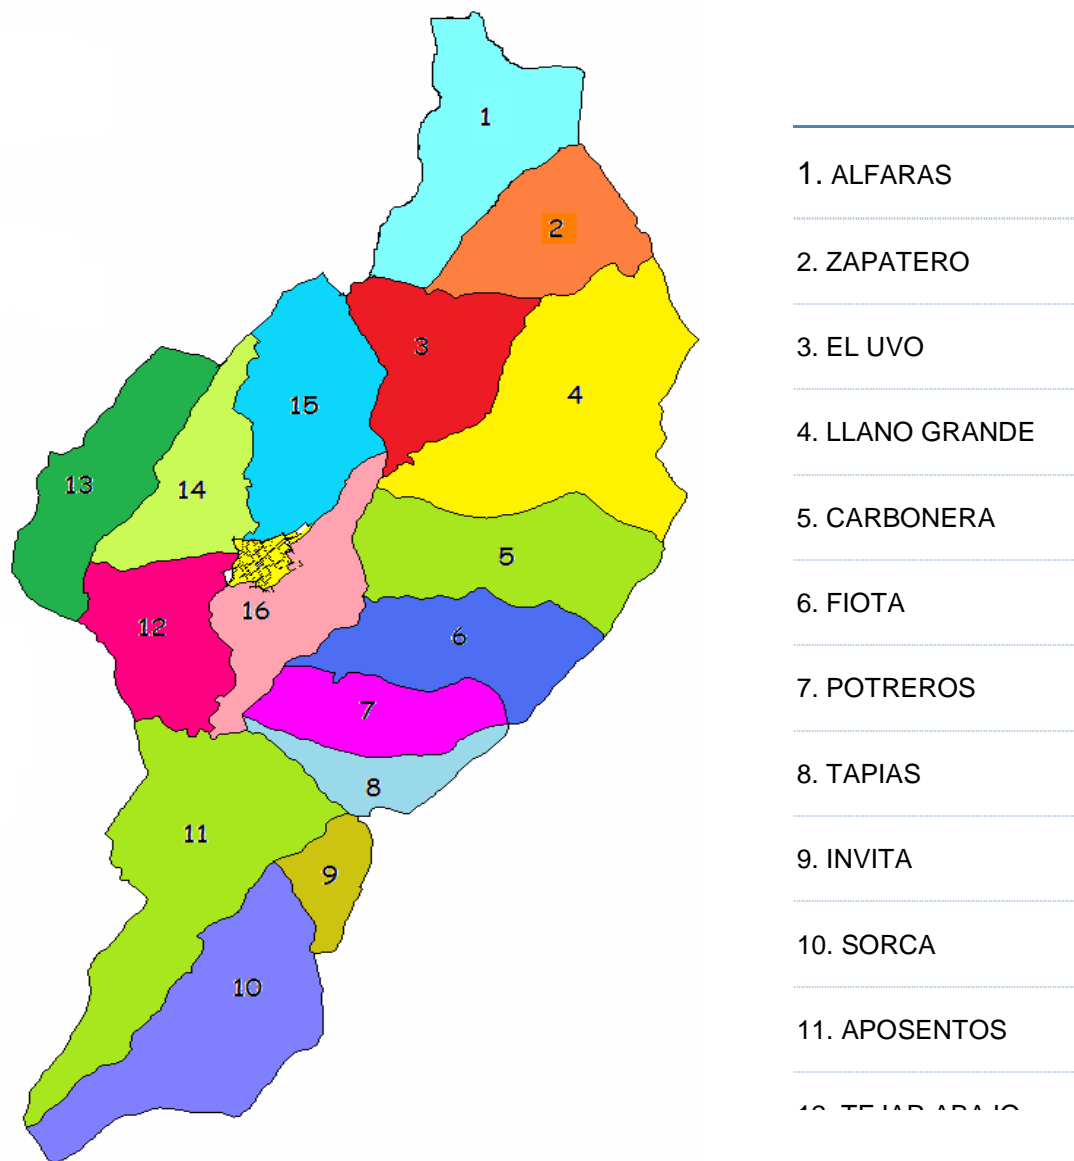 1
2
3
4
15
13
14
5
16
12
6
7
8
11
9
10
1. ALFARAS
2. ZAPATERO
3. EL UVO
4. LLANO GRANDE
5. CARBONERA
6. FIOTA
7. POTREROS
8. TAPIAS
9. INVITA
10. SORCA
11. APOSENTOS